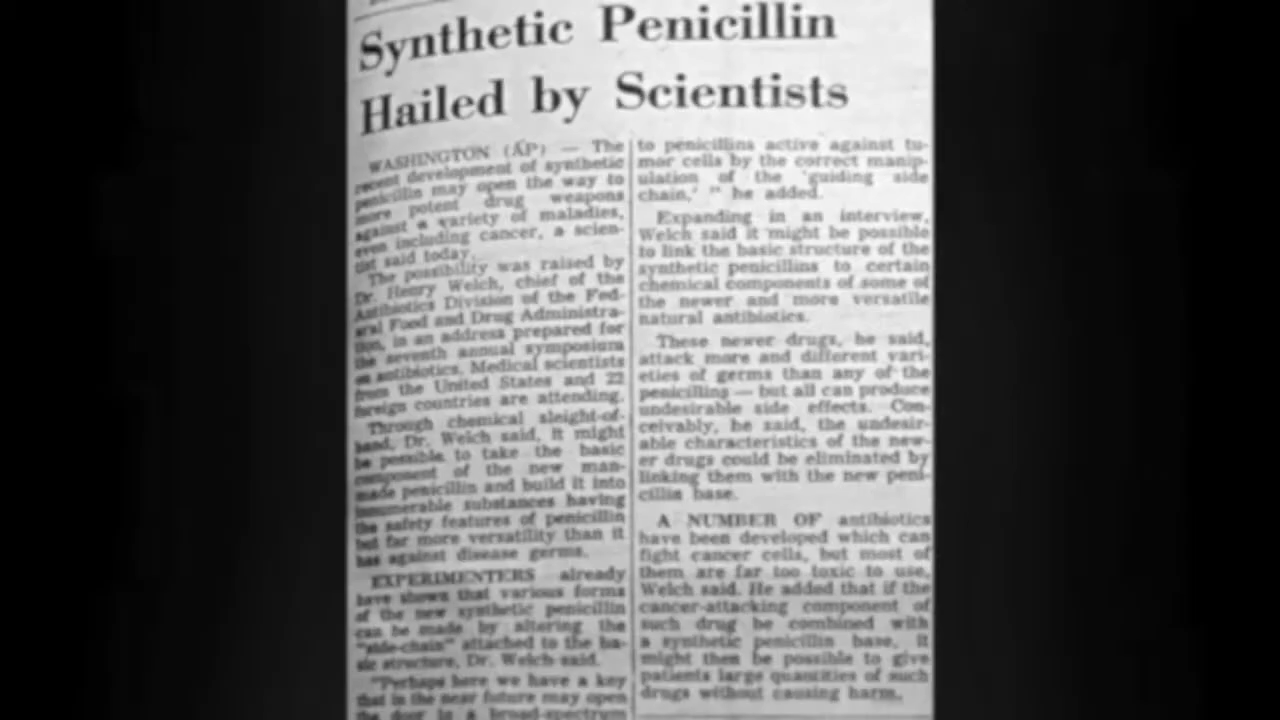 Synthetic Penicillin
Hailed by Scientists
WASHINGTON (AP) — The
recent development of synthetic
penicillin may open the way to
more potent drug weapons
against a variety of maladies,
even including cancer, a scien-
tist said today.
The possibility was raised by
Dr. Henry Welch, chief of the
Antibiotics Division of the Fed-
eral Food and Drug Administra-
tion, in an address prepared for
the seventh annual symposium
on antibiotics. Medical scientists
from the United States and 22
foreign countries are attending.
Through chemical sleight-of-
hand, Dr. Welch said, it might
be possible to take the basic
component of the new man-
made penicillin and build it into
innumerable substances having
the safety features of penicillin
but far more versatility than it
has against disease germs.
EXPERIMENTERS already
have shown that various forms
of the new synthetic penicillin
can be made by altering the
"side-chain" attached to the ba-
sic structure, Dr. Welch said.
"Perhaps here we have a key
that in the near future may open
the door to a broad-spectrum
to penicillins active against tu-
mor cells by the correct manip-
ulation of the 'guiding side
chain,' " he added.
Expanding in an interview,
Welch said it might be possible
to link the basic structure of the
synthetic penicillins to certain
chemical components of some of
the newer and more versatile
natural antibiotics.
These newer drugs, he said,
attack more and different vari-
eties of germs than any of the
penicillins — but all can produce
undesirable side effects. Con-
ceivably, he said, the undesir-
able characteristics of the new-
er drugs could be eliminated by
linking them with the new peni-
cillin base.
A NUMBER OF antibiotics
have been developed which can
fight cancer cells, but most of
them are far too toxic to use,
Welch said. He added that if the
cancer-attacking component of
such drug be combined with
a synthetic penicillin base, it
might then be possible to give
patients large quantities of such
drugs without causing harm.